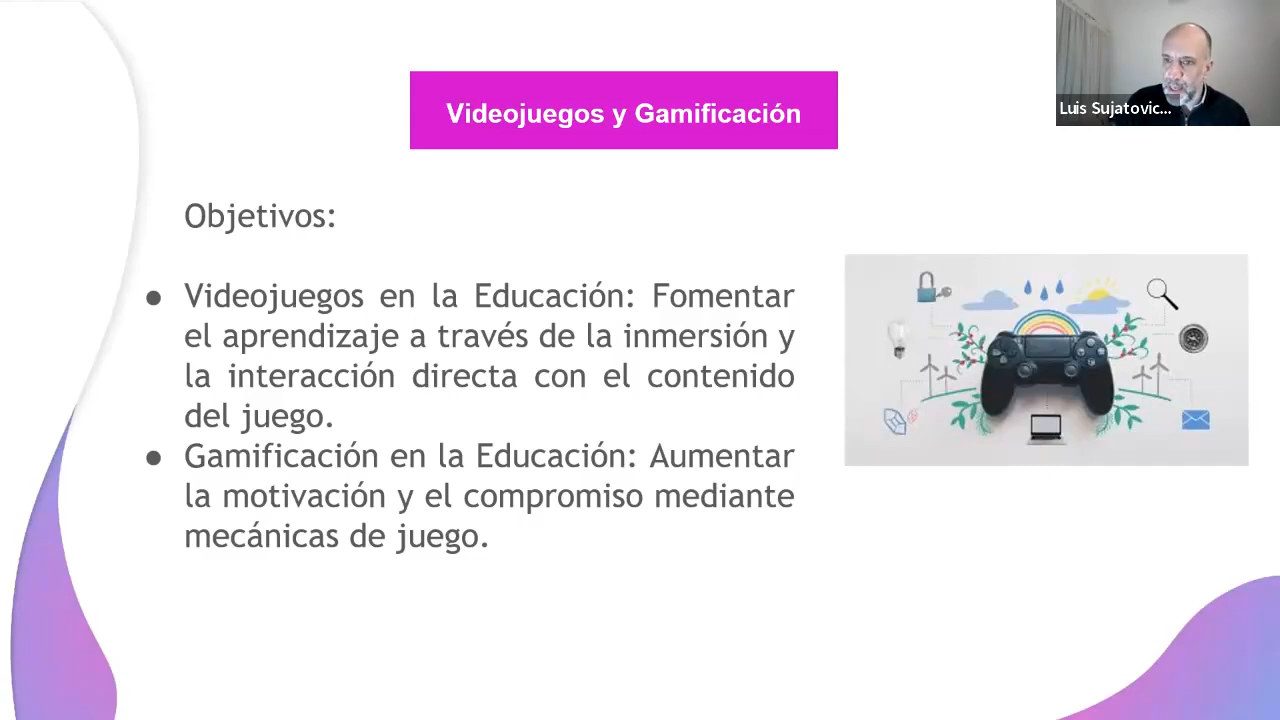 Videojuegos y Gamificación
Luis Sujatovic...
Objetivos:
● Videojuegos en la Educación: Fomentar
el aprendizaje a través de la inmersión y
la interacción directa con el contenido
del juego.
● Gamificación en la Educación: Aumentar
la motivación y el compromiso mediante
mecánicas de juego.